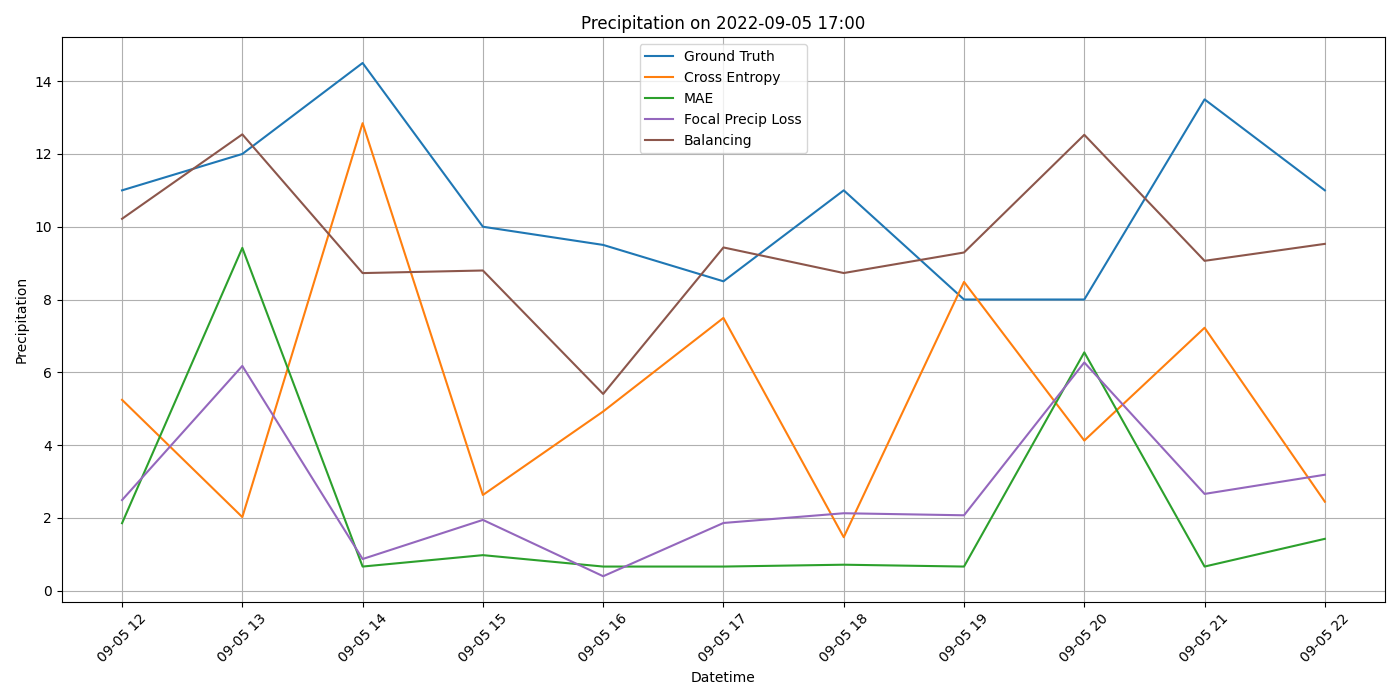 Precipitation on 2022-09-05 17:00
Ground Truth
Cross Entropy
MAE
Focal Precip Loss
Balancing
Precipitation
14
12
10
8
6
4
2
0
09-05 12
09-05 13
09-05 14
09-05 15
09-05 16
09-05 17
09-05 18
09-05 19
09-05 20
09-05 21
09-05 22
Datetime